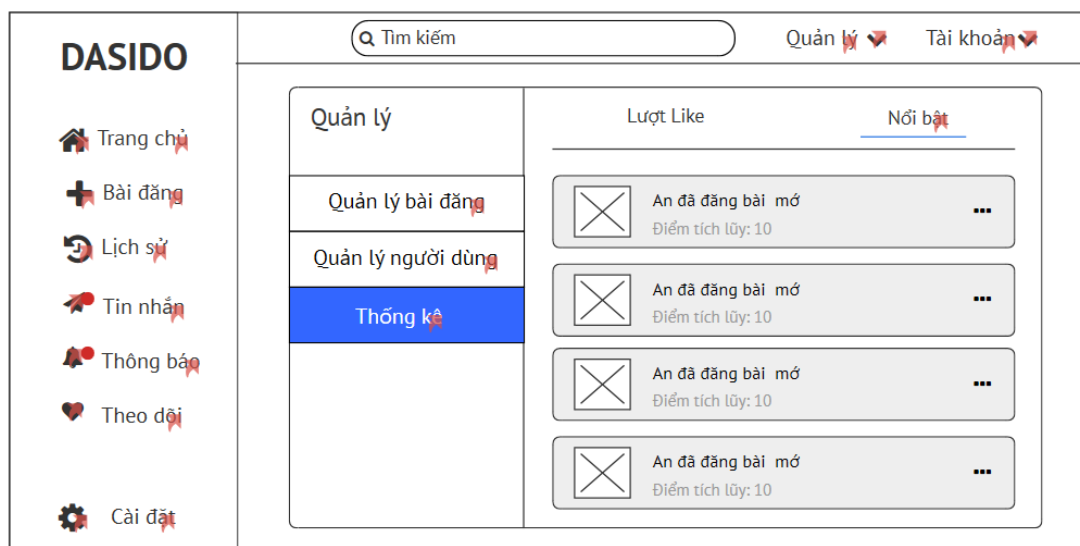 DASIDO
Tìm kiếm
Quản lý
Tài khoản
Trang chủ
Bài đăng
Lịch sử
Tin nhắn
Thông báo
Theo dõi
Cài đặt
Quản lý
Quản lý bài đăng
Quản lý người dùng
Thống kê
Lượt Like
Nổi bật
An đã đăng bài mớ
Điểm tích lũy: 10
An đã đăng bài mớ
Điểm tích lũy: 10
An đã đăng bài mớ
Điểm tích lũy: 10
An đã đăng bài mớ
Điểm tích lũy: 10